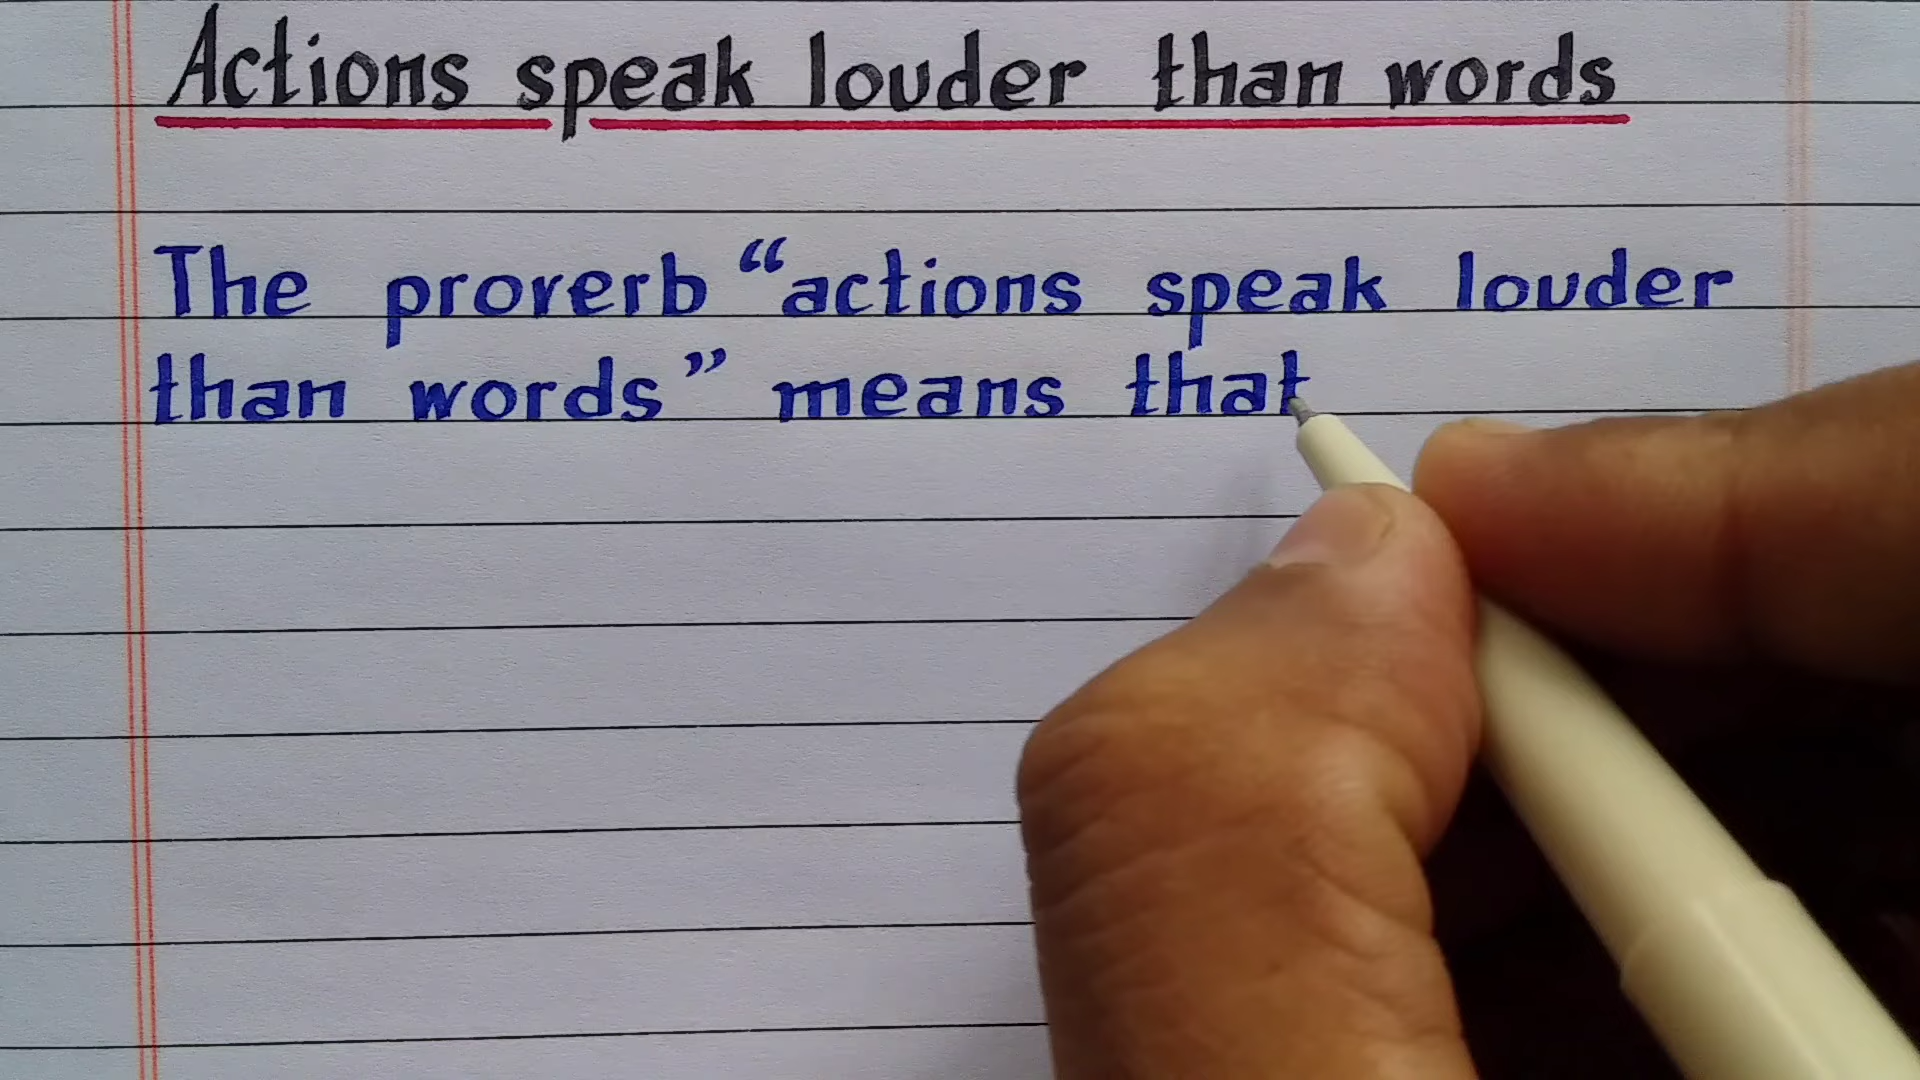 Actions speak louder than words
The proverb “actions speak louder
than words” means that